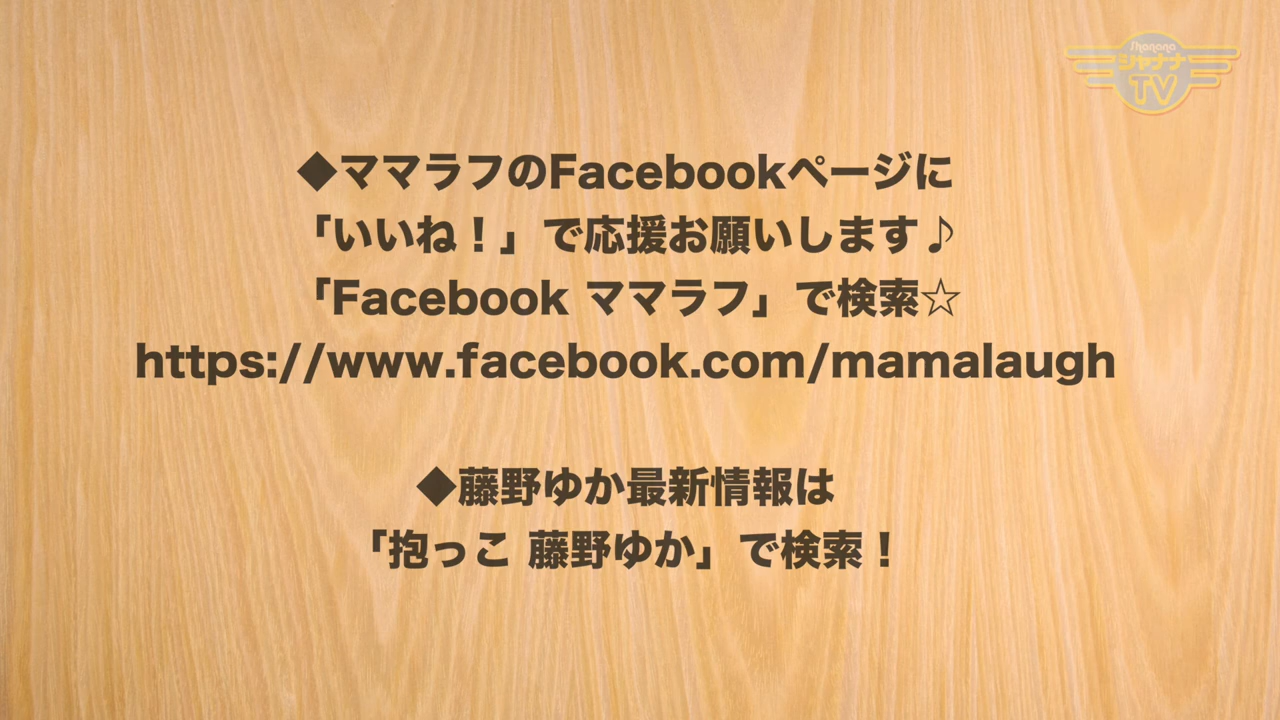 Shanana
シャナナ
TV
◆ママラフのFacebookページに
「いいね！」で応援お願いします♪
「Facebook ママラフ」で検索☆
https://www.facebook.com/mamalaugh
◆藤野ゆか最新情報は
「抱っこ 藤野ゆか」で検索！